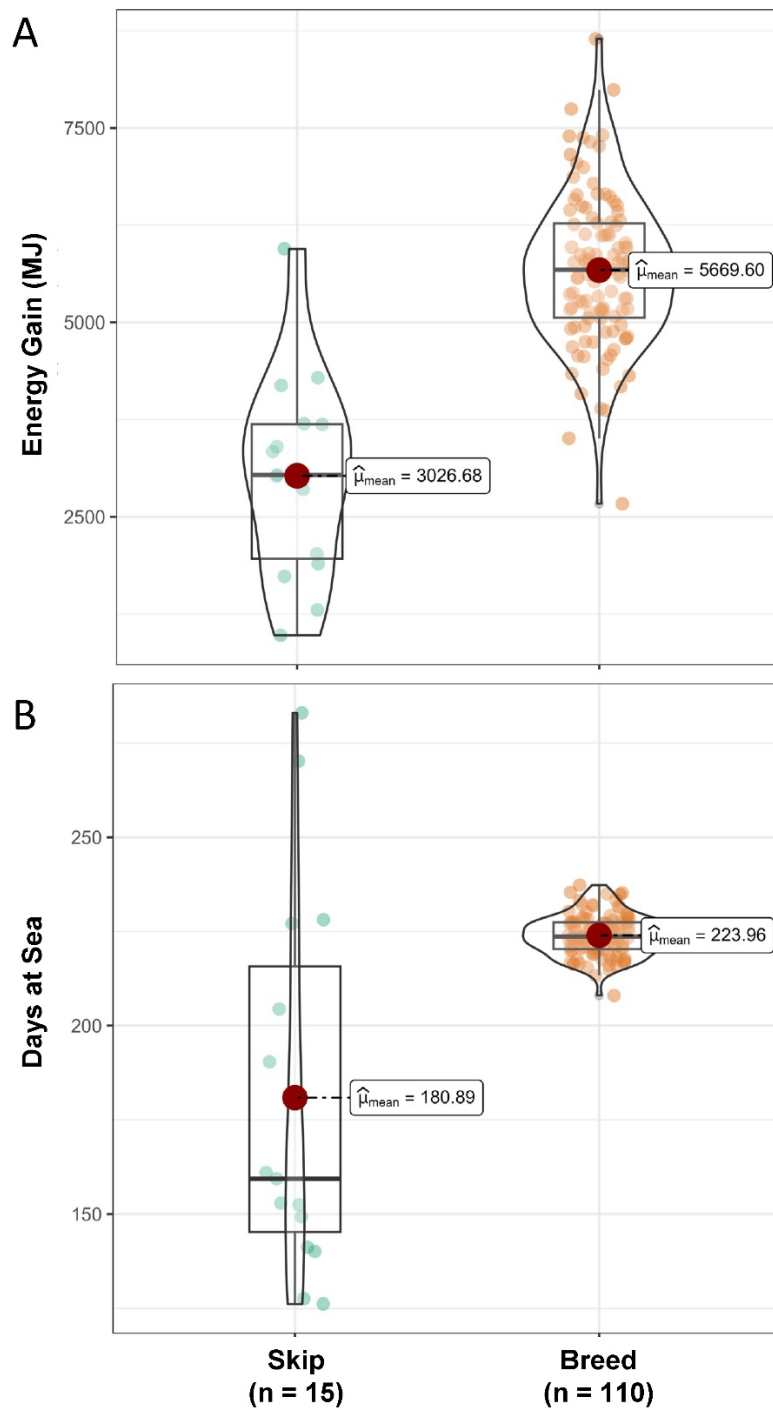 A
Energy Gain (MJ)
7500
5000
2500
μ̂mean = 5669.60
μ̂mean = 3026.68
B
Days at Sea
250
200
150
μ̂mean = 223.96
μ̂mean = 180.89
Skip
(n = 15)
Breed
(n = 110)